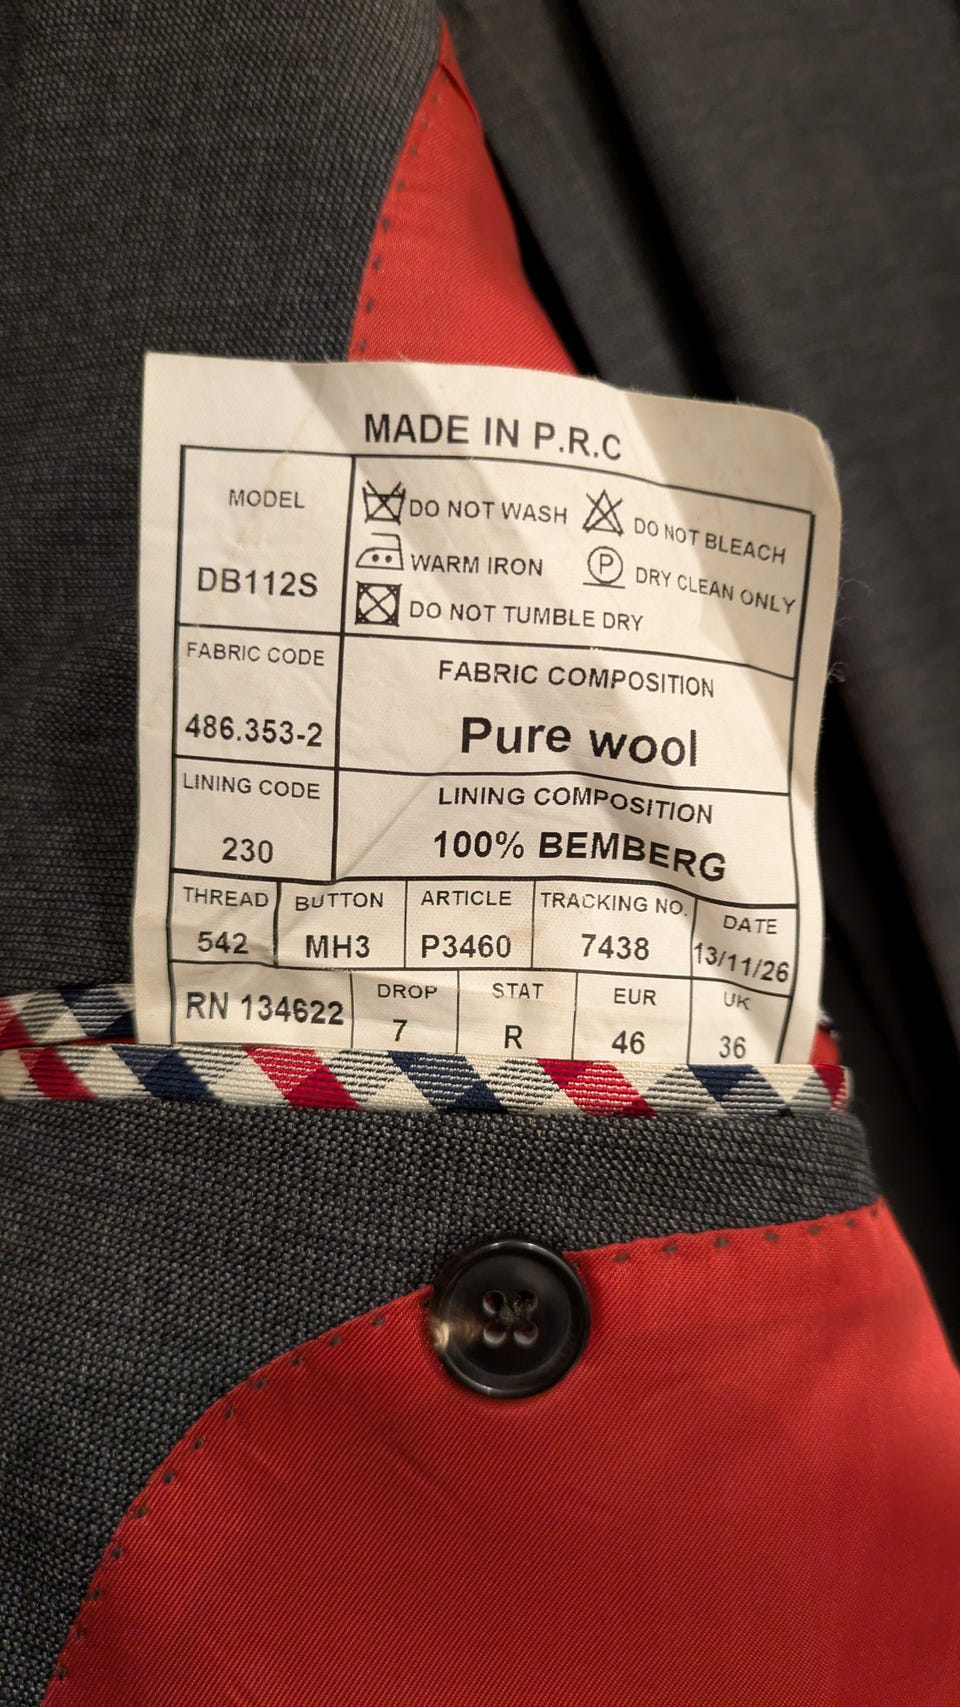 MADE IN P.R.C
MODEL
DB112S
DO NOT WASH
DO NOT BLEACH
WARM IRON
P
DRY CLEAN ONLY
DO NOT TUMBLE DRY
FABRIC CODE
486.353-2
FABRIC COMPOSITION
Pure wool
LINING CODE
230
LINING COMPOSITION
100% BEMBERG
THREAD
542
BUTTON
MH3
ARTICLE
P3460
TRACKING NO.
7438
DATE
13/11/26
RN 134622
DROP
7
STAT
R
EUR
46
UK
36